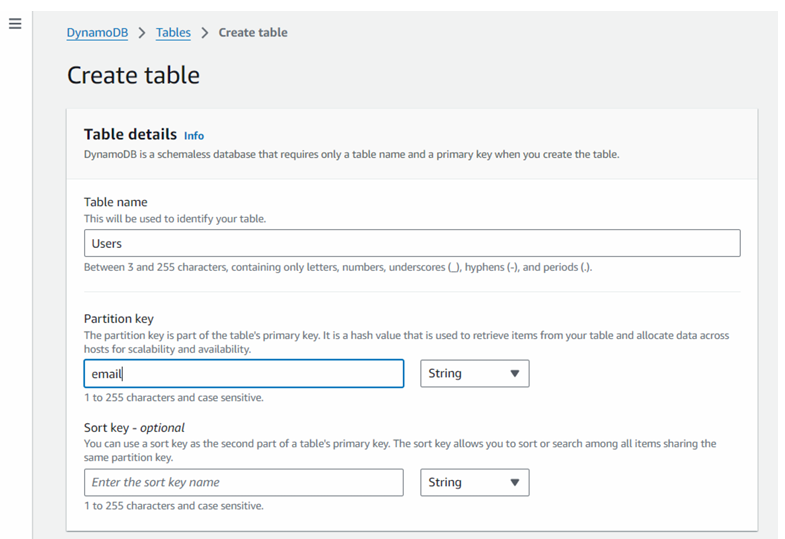 DynamoDB > Tables > Create table
Create table
Table details Info
DynamoDB is a schemaless database that requires only a table name and a primary key when you create the table.
Table name
This will be used to identify your table.
Users
Between 3 and 255 characters, containing only letters, numbers, underscores (_), hyphens (-), and periods (.).
Partition key
The partition key is part of the table's primary key. It is a hash value that is used to retrieve items from your table and allocate data across
hosts for scalability and availability.
email String
1 to 255 characters and case sensitive.
Sort key - optional
You can use a sort key as the second part of a table's primary key. The sort key allows you to sort or search among all items sharing the
same partition key.
Enter the sort key name String
1 to 255 characters and case sensitive.